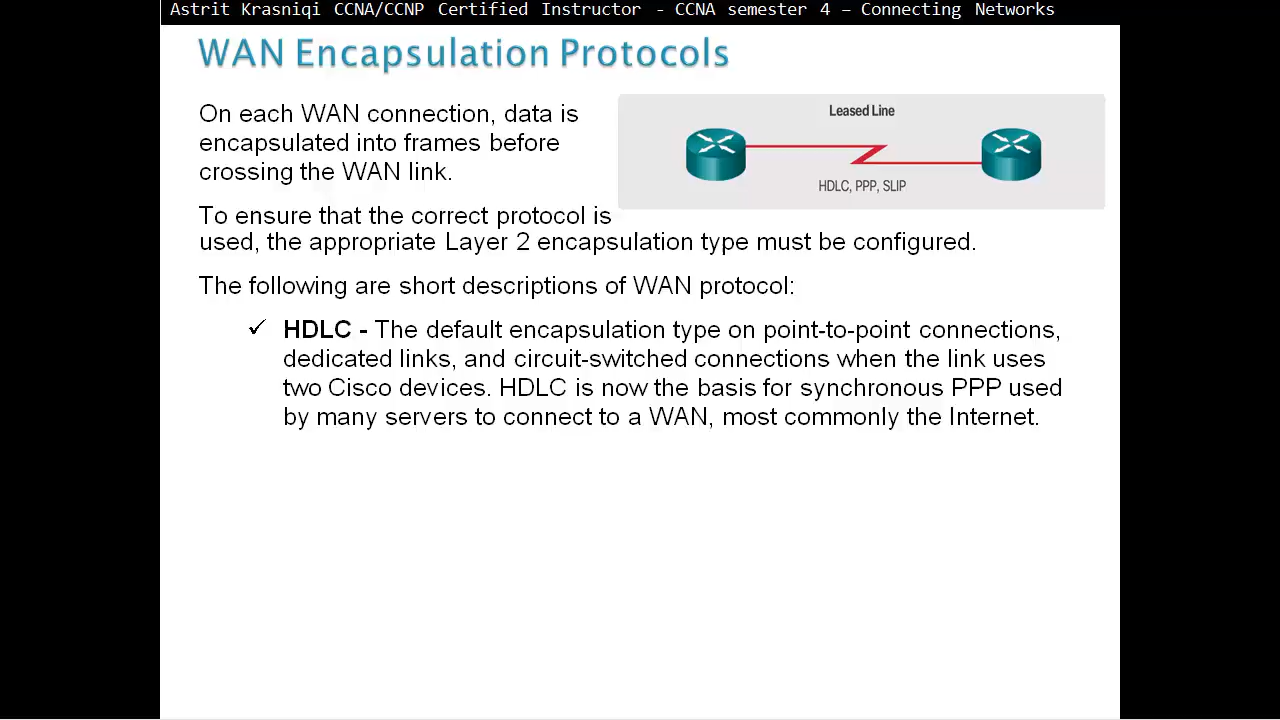 Astrit Krasniqi CCNA/CCNP Certified Instructor - CCNA semester 4 – Connecting Networks
WAN Encapsulation Protocols
On each WAN connection, data is
encapsulated into frames before
crossing the WAN link.
Leased Line
HDLC, PPP, SLIP
To ensure that the correct protocol is
used, the appropriate Layer 2 encapsulation type must be configured.
The following are short descriptions of WAN protocol:
✓ HDLC - The default encapsulation type on point-to-point connections,
dedicated links, and circuit-switched connections when the link uses
two Cisco devices. HDLC is now the basis for synchronous PPP used
by many servers to connect to a WAN, most commonly the Internet.